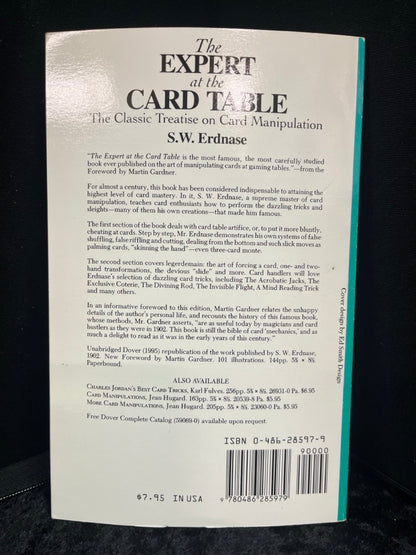 The
EXPERT
at the
CARD TABLE
The Classic Treatise on Card Manipulation
S.W. Erdnase
"The Expert at the Card Table is the most famous, the most carefully studied
book ever published on the art of manipulating cards at gaming tables."—from the
Foreword by Martin Gardner.
For almost a century, this book has been considered indispensable to attaining the
highest level of card mastery. In it, S. W. Erdnase, a supreme master of card
manipulation, teaches card enthusiasts how to perform the dazzling tricks and
sleights—many of them his own creations—that made him famous.
The first section of the book deals with card table artifice, or, to put it more bluntly,
cheating at cards. Step by step, Mr. Erdnase demonstrates his own systems of false
shuffling, false riffling and cutting, dealing from the bottom and such slick moves as
palming cards, "skinning the hand"—even three-card monte.
The second section covers legerdemain: the art of forcing a card, one- and two-
hand transformations, the devious "slide" and more. Card handlers will love
Erdnase's selection of dazzling card tricks, including The Acrobatic Jacks, The
Exclusive Coterie, The Divining Rod, The Invisible Flight, A Mind Reading Trick
and many others.
In an informative foreword to this edition, Martin Gardner relates the unhappy
details of the author's personal life, and recounts the history of this famous book,
whose methods, Mr. Gardner asserts, "are as useful today by magicians and card
hustlers as they were in 1902. This book is still the bible of card 'mechanics,' and as
much a delight to read as it was in the early years of this century."
Unabridged Dover (1995) republication of the work published by S. W. Erdnase,
1902. New Foreword by Martin Gardner. 101 illustrations. 144pp. 5⅜ × 8½.
Paperbound.
ALSO AVAILABLE
CHARLES JORDAN'S BEST CARD TRICKS, Karl Fulves. 256pp. 5⅜ × 8½. 26931-0 Pa. $6.95
CARD MANIPULATIONS, Jean Hugard. 163pp. 5⅜ × 8½. 20539-8 Pa. $5.95
MORE CARD MANIPULATIONS, Jean Hugard. 205pp. 5⅜ × 8½. 23060-0 Pa. $5.95
Free Dover Complete Catalog (59069-0) available upon request.
Cover design by Ed Smith Design
ISBN 0-486-28597-9
90000
$7.95 IN USA
9 780486 285979